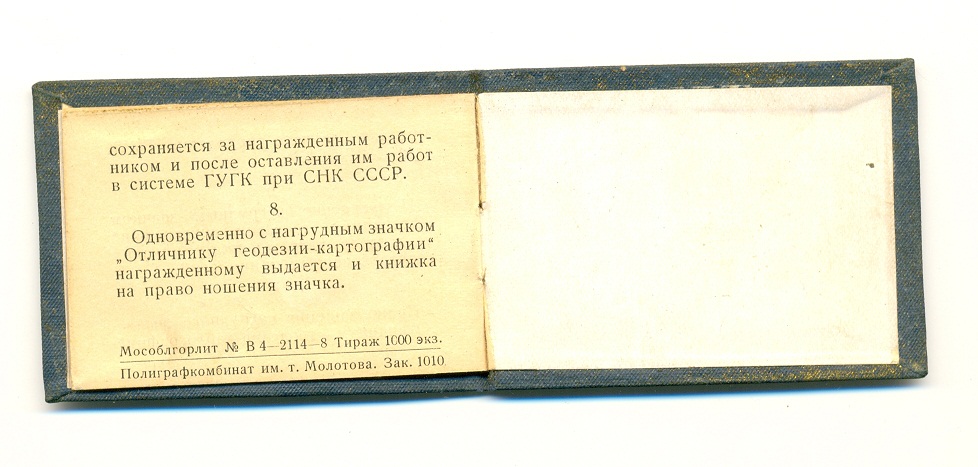 сохраняется за награжденным работ-
ником и после оставления им работ
в системе ГУГК при СНК СССР.
8.
Одновременно с нагрудным значком
„Отличнику геодезии-картографии“
награжденному выдается и книжка
на право ношения значка.
Мособлгорлит № В 4—2114—8 Тираж 1000 экз.
Полиграфкомбинат им. т. Молотова. Зак. 1010